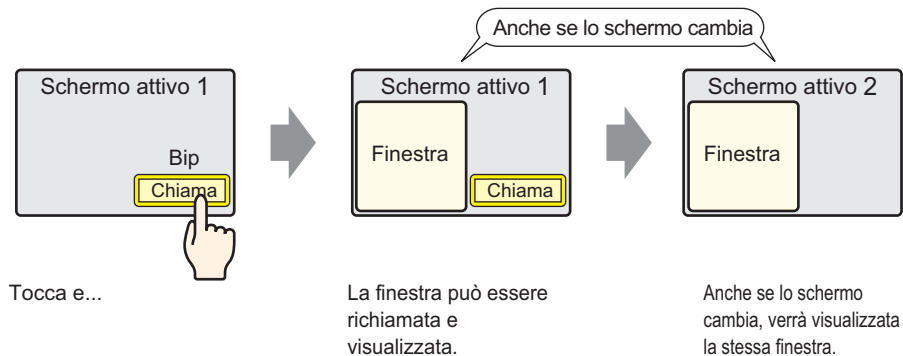 Anche se lo schermo cambia
Schermo attivo 1
Bip
Chiama
Schermo attivo 1
Finestra
Chiama
Schermo attivo 2
Finestra
Tocca e...
La finestra può essere
richiamata e
visualizzata.
Anche se lo schermo
cambia, verrà visualizzata
la stessa finestra.